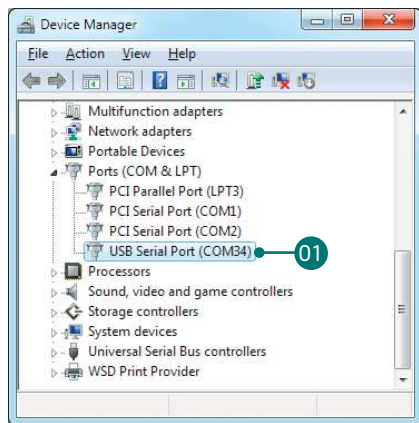 Device Manager
File Action View Help
Multifunction adapters
Network adapters
Portable Devices
Ports (COM & LPT)
PCI Parallel Port (LPT3)
PCI Serial Port (COM1)
PCI Serial Port (COM2)
USB Serial Port (COM34) 01
Processors
Sound, video and game controllers
Storage controllers
System devices
Universal Serial Bus controllers
WSD Print Provider